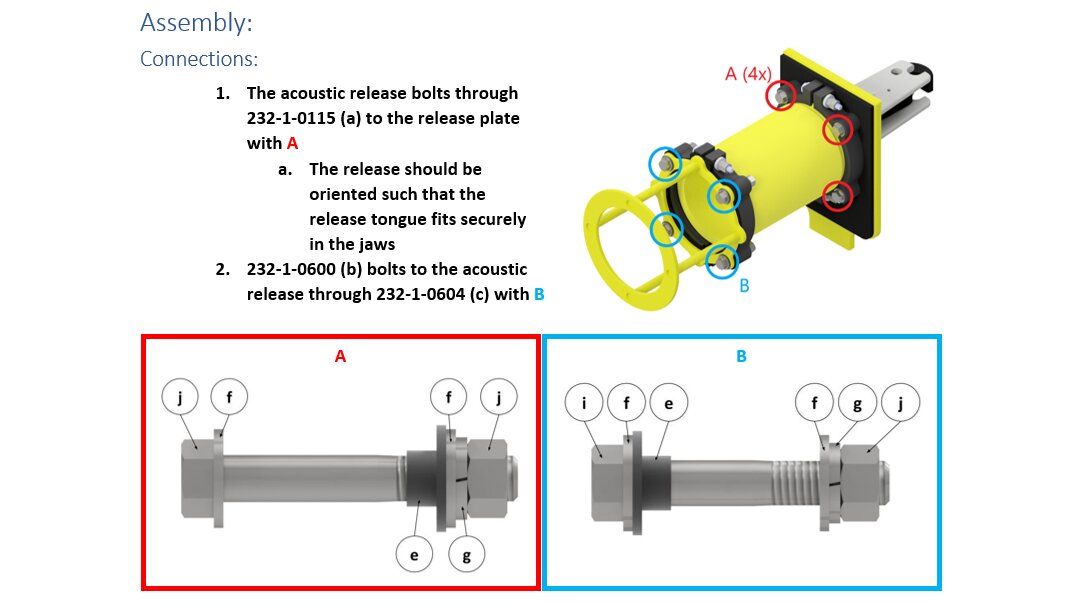 Assembly:
Connections:
1. The acoustic release bolts through
232-1-0115 (a) to the release plate
with A
a. The release should be
oriented such that the
release tongue fits securely
in the jaws
2. 232-1-0600 (b) bolts to the acoustic
release through 232-1-0604 (c) with B
A (4x)
B
A
j f f j
e g
B
i f e f g j